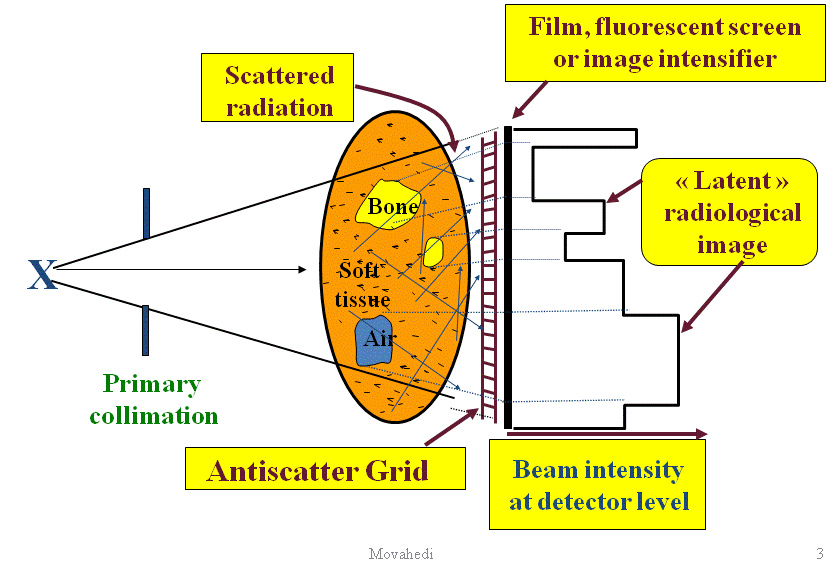 Film, fluorescent screen
or image intensifier
Scattered
radiation
« Latent »
radiological
image
Bone
X
Soft
tissue
Air
Primary
collimation
Antiscatter Grid
Beam intensity
at detector level
Movahedi
3